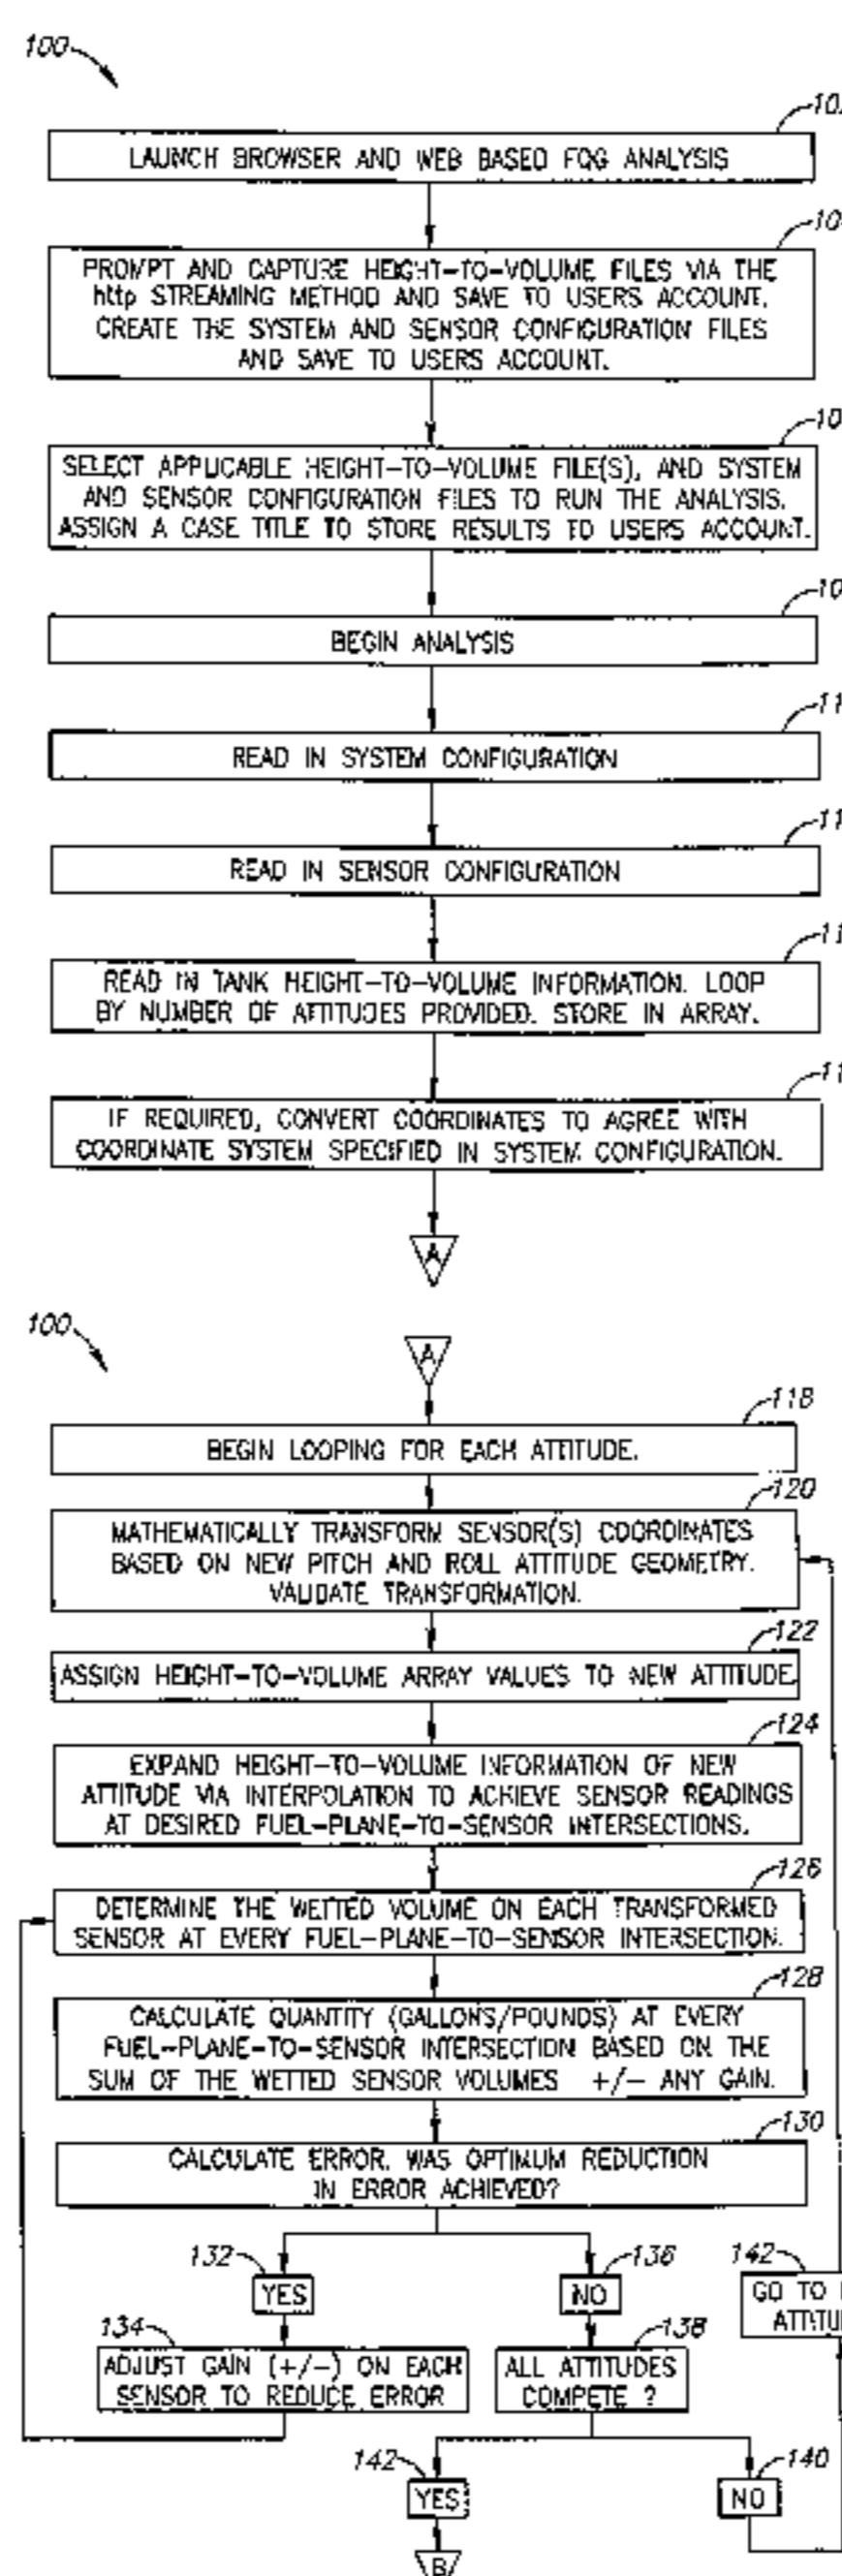 100
LAUNCH BROWSER AND WEB BASED FQG ANALYSIS
PROMPT AND CAPTURE HEIGHT-TO-VOLUME FILES VIA THE
http STREAMING METHOD AND SAVE TO USERS ACCOUNT.
CREATE THE SYSTEM AND SENSOR CONFIGURATION FILES
AND SAVE TO USERS ACCOUNT.
SELECT APPLICABLE HEIGHT-TO-VOLUME FILE(S), AND SYSTEM
AND SENSOR CONFIGURATION FILES TO RUN THE ANALYSIS.
ASSIGN A CASE TITLE TO STORE RESULTS TO USERS ACCOUNT.
BEGIN ANALYSIS
READ IN SYSTEM CONFIGURATION
READ IN SENSOR CONFIGURATION
READ IN TANK HEIGHT-TO-VOLUME INFORMATION. LOOP
BY NUMBER OF ATTITUDES PROVIDED. STORE IN ARRAY.
IF REQUIRED, CONVERT COORDINATES TO AGREE WITH
COORDINATE SYSTEM SPECIFIED IN SYSTEM CONFIGURATION.
A
100
A
118
BEGIN LOOPING FOR EACH ATTITUDE.
120
MATHEMATICALLY TRANSFORM SENSOR(S) COORDINATES
BASED ON NEW PITCH AND ROLL ATTITUDE GEOMETRY.
VALIDATE TRANSFORMATION.
122
ASSIGN HEIGHT-TO-VOLUME ARRAY VALUES TO NEW ATTITUDE.
124
EXPAND HEIGHT-TO-VOLUME INFORMATION OF NEW
ATTITUDE VIA INTERPOLATION TO ACHIEVE SENSOR READINGS
AT DESIRED FUEL-PLANE-TO-SENSOR INTERSECTIONS.
126
DETERMINE THE WETTED VOLUME ON EACH TRANSFORMED
SENSOR AT EVERY FUEL-PLANE-TO-SENSOR INTERSECTION.
128
CALCULATE QUANTITY (GALLONS/POUNDS) AT EVERY
FUEL-PLANE-TO-SENSOR INTERSECTION BASED ON THE
SUM OF THE WETTED SENSOR VOLUMES +/- ANY GAIN.
130
CALCULATE ERROR. WAS OPTIMUM REDUCTION
IN ERROR ACHIEVED?
132 136 142
YES NO GO TO
134 138
ADJUST GAIN (+/-) ON EACH
SENSOR TO REDUCE ERROR
ALL ATTITUDES
COMPETE ?
142 140
YES NO
B